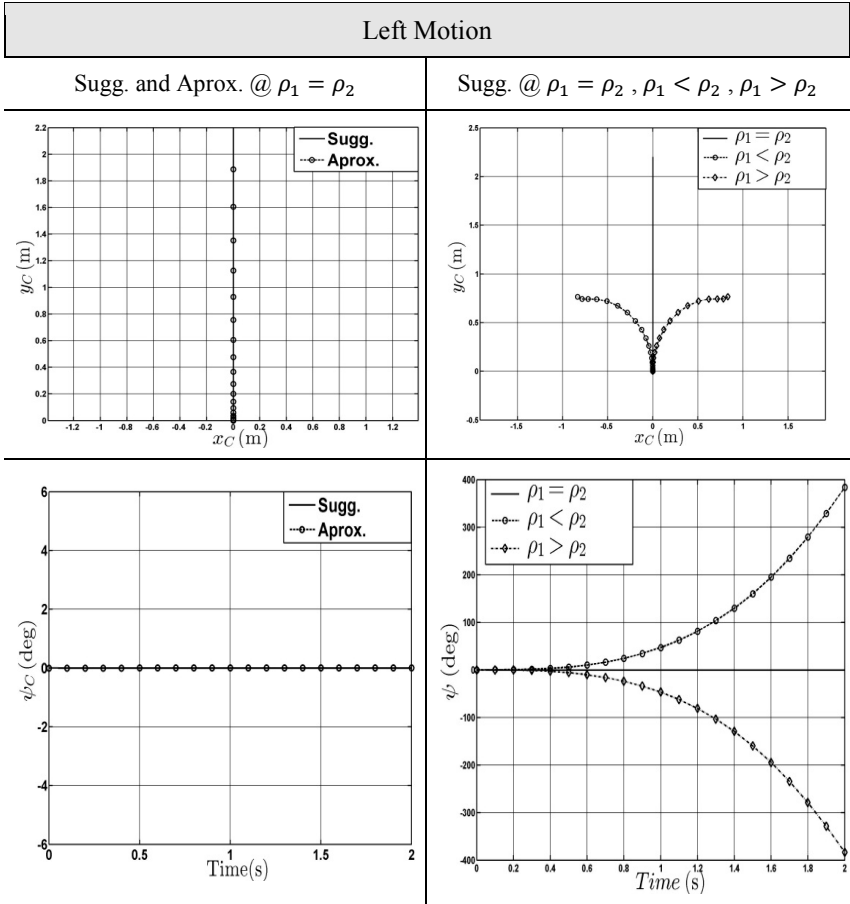 Left Motion
Sugg. and Aprox. @ ρ₁ = ρ₂
Sugg. @ ρ₁ = ρ₂ , ρ₁ < ρ₂ , ρ₁ > ρ₂
2.2
2
1.8
1.6
1.4
1.2
1
0.8
0.6
0.4
0.2
0
y_C (m)
Sugg.
Aprox.
-1.2 -1 -0.8 -0.6 -0.4 -0.2 0 0.2 0.4 0.6 0.8 1 1.2
x_C (m)
2.5
2
1.5
1
0.5
0
-0.5
y_C (m)
ρ₁ = ρ₂
ρ₁ < ρ₂
ρ₁ > ρ₂
-1.5 -1 -0.5 0 0.5 1 1.5
x_C (m)
6
4
2
0
-2
-4
-6
ψ_C (deg)
Sugg.
Aprox.
0 0.5 1 1.5 2
Time(s)
400
300
200
100
0
-100
-200
-300
-400
ψ (deg)
ρ₁ = ρ₂
ρ₁ < ρ₂
ρ₁ > ρ₂
0 0.2 0.4 0.6 0.8 1 1.2 1.4 1.6 1.8 2
Time (s)